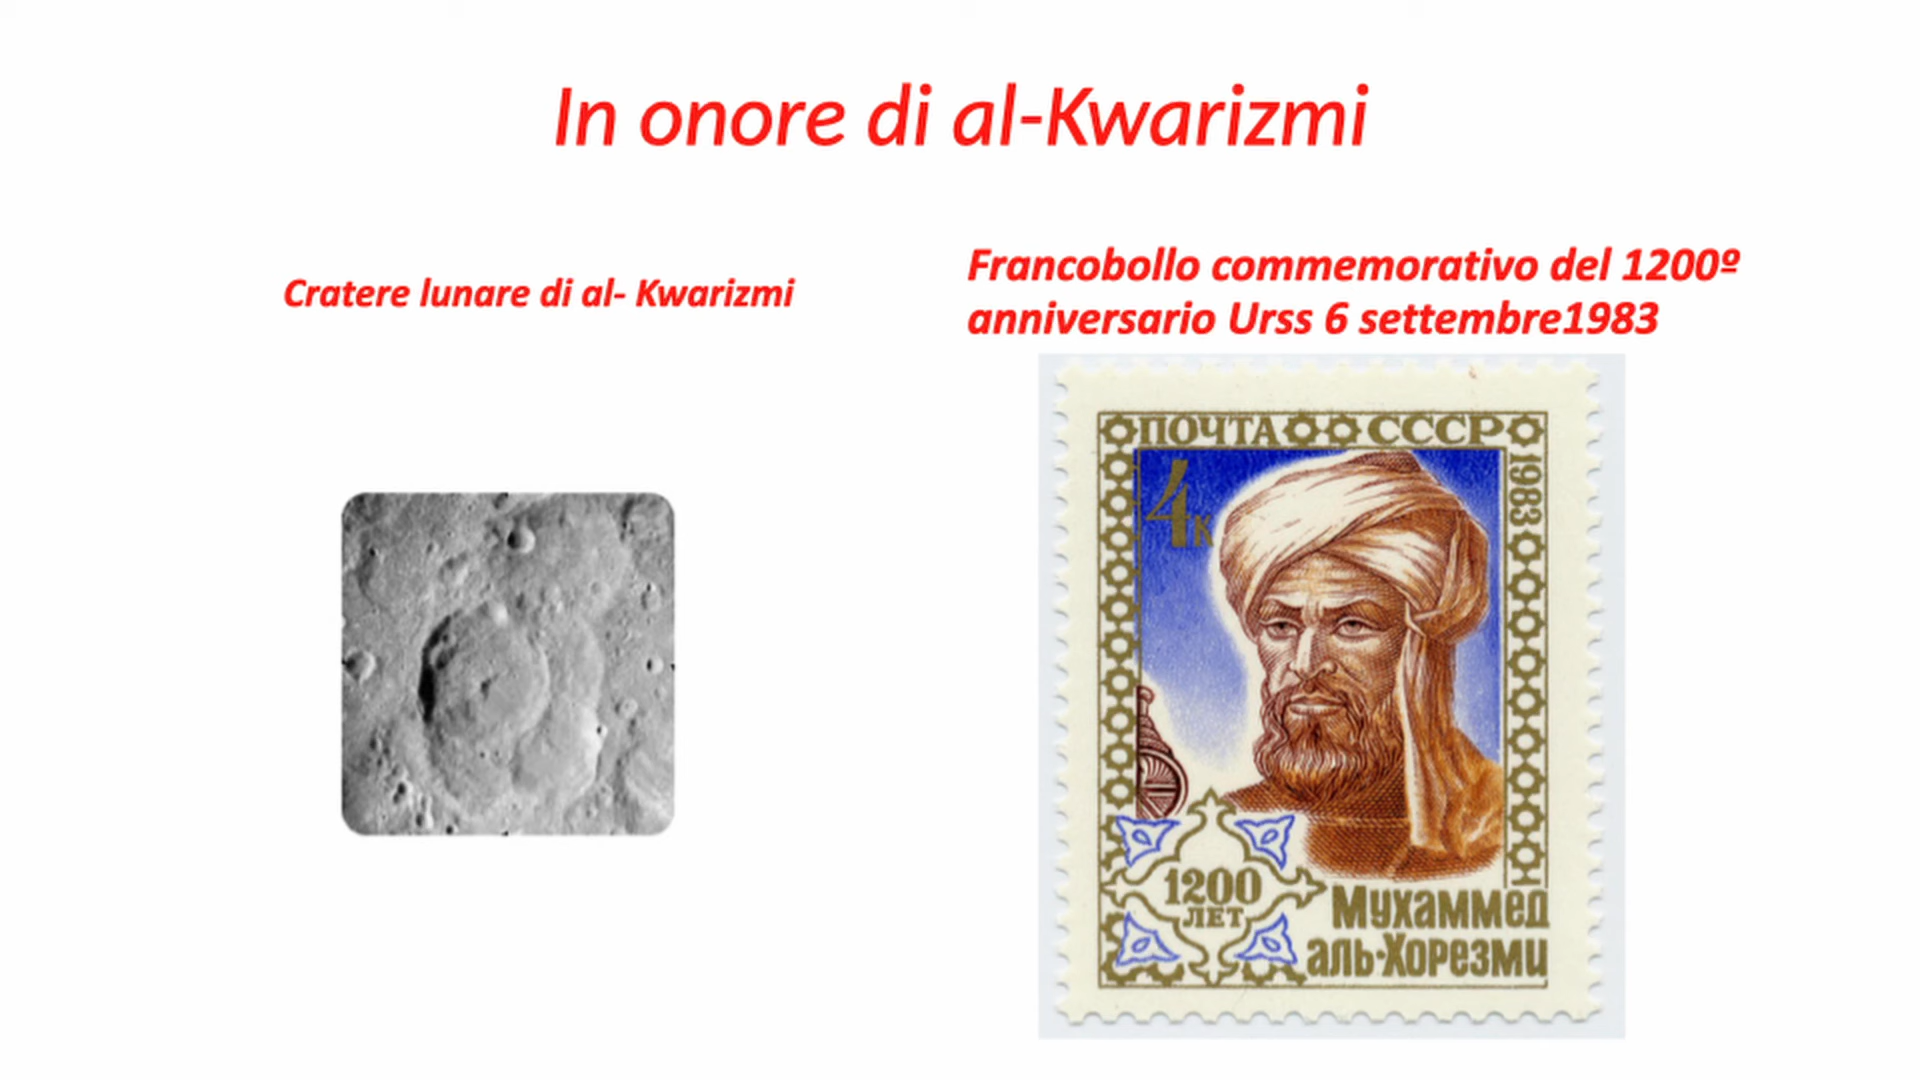 In onore di al-Kwarizmi
Cratere lunare di al- Kwarizmi
Francobollo commemorativo del 1200º
anniversario Urss 6 settembre1983
ПОЧТА СССР
1983
4к
1200
ЛЕТ
Мухаммед
аль-Хорезми